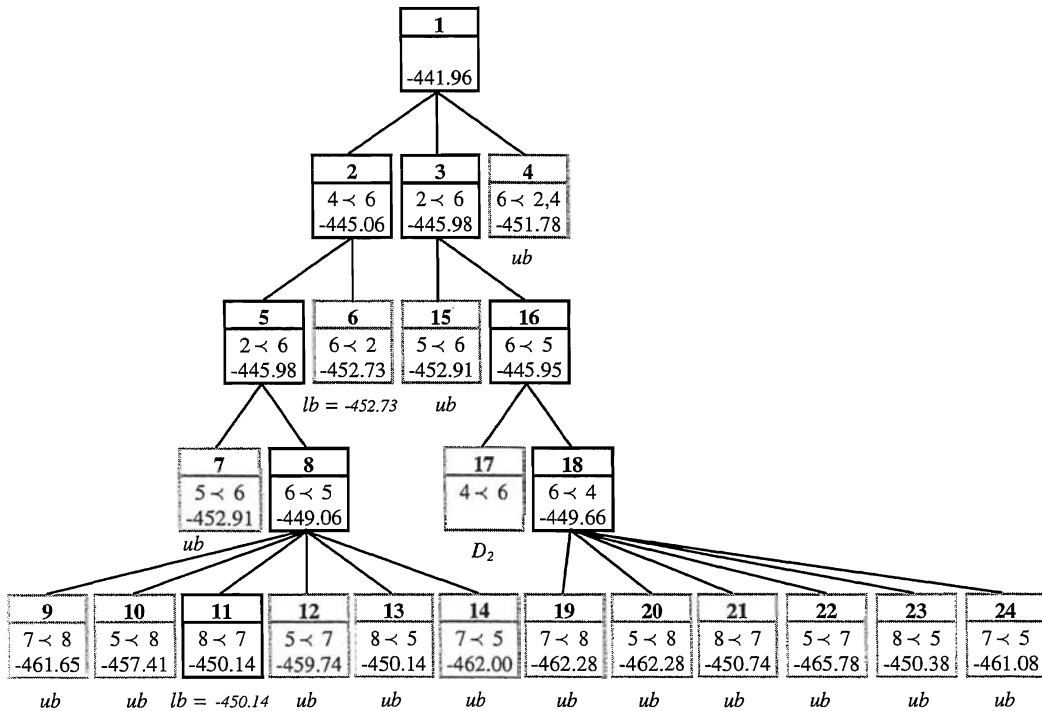 1
-441.96
2
4 ≺ 6
-445.06
3
2 ≺ 6
-445.98
4
6 ≺ 2,4
-451.78
ub
5
2 ≺ 6
-445.98
6
6 ≺ 2
-452.73
lb = -452.73
15
5 ≺ 6
-452.91
ub
16
6 ≺ 5
-445.95
7
5 ≺ 6
-452.91
ub
8
6 ≺ 5
-449.06
17
4 ≺ 6
D₂
18
6 ≺ 4
-449.66
9
7 ≺ 8
-461.65
ub
10
5 ≺ 8
-457.41
ub
11
8 ≺ 7
-450.14
lb = -450.14
12
5 ≺ 7
-459.74
ub
13
8 ≺ 5
-450.14
ub
14
7 ≺ 5
-462.00
ub
19
7 ≺ 8
-462.28
ub
20
5 ≺ 8
-462.28
ub
21
8 ≺ 7
-450.74
ub
22
5 ≺ 7
-465.78
ub
23
8 ≺ 5
-450.38
ub
24
7 ≺ 5
-461.08
ub